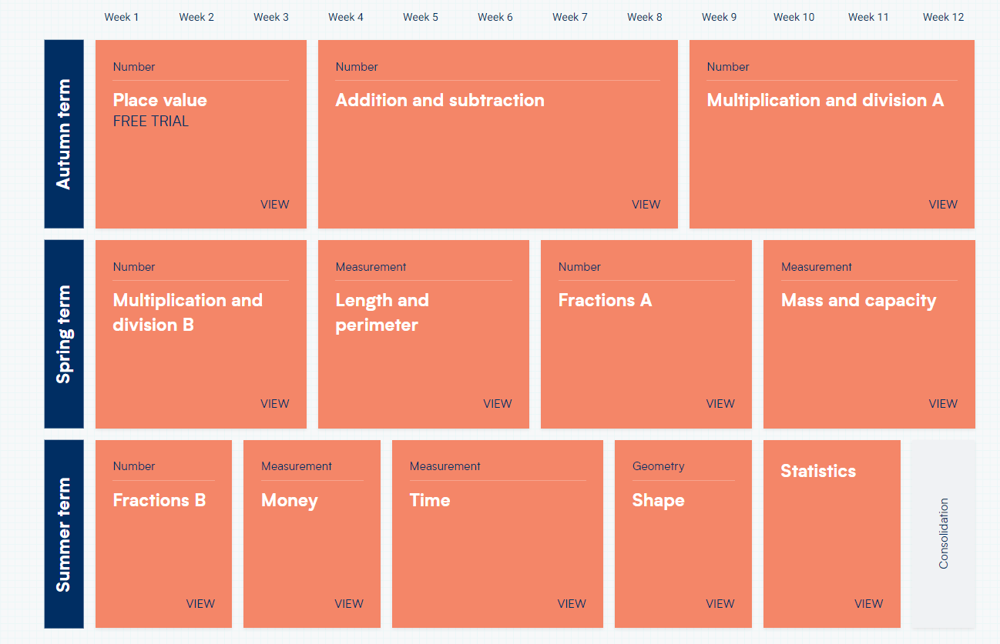 Week 1 Week 2 Week 3 Week 4 Week 5 Week 6 Week 7 Week 8 Week 9 Week 10 Week 11 Week 12
Autumn term
Number
Place value
FREE TRIAL
VIEW
Number
Addition and subtraction
VIEW
Number
Multiplication and division A
VIEW
Spring term
Number
Multiplication and
division B
VIEW
Measurement
Length and
perimeter
VIEW
Number
Fractions A
VIEW
Measurement
Mass and capacity
VIEW
Summer term
Number
Fractions B
VIEW
Measurement
Money
VIEW
Measurement
Time
VIEW
Geometry
Shape
VIEW
Statistics
VIEW
Consolidation